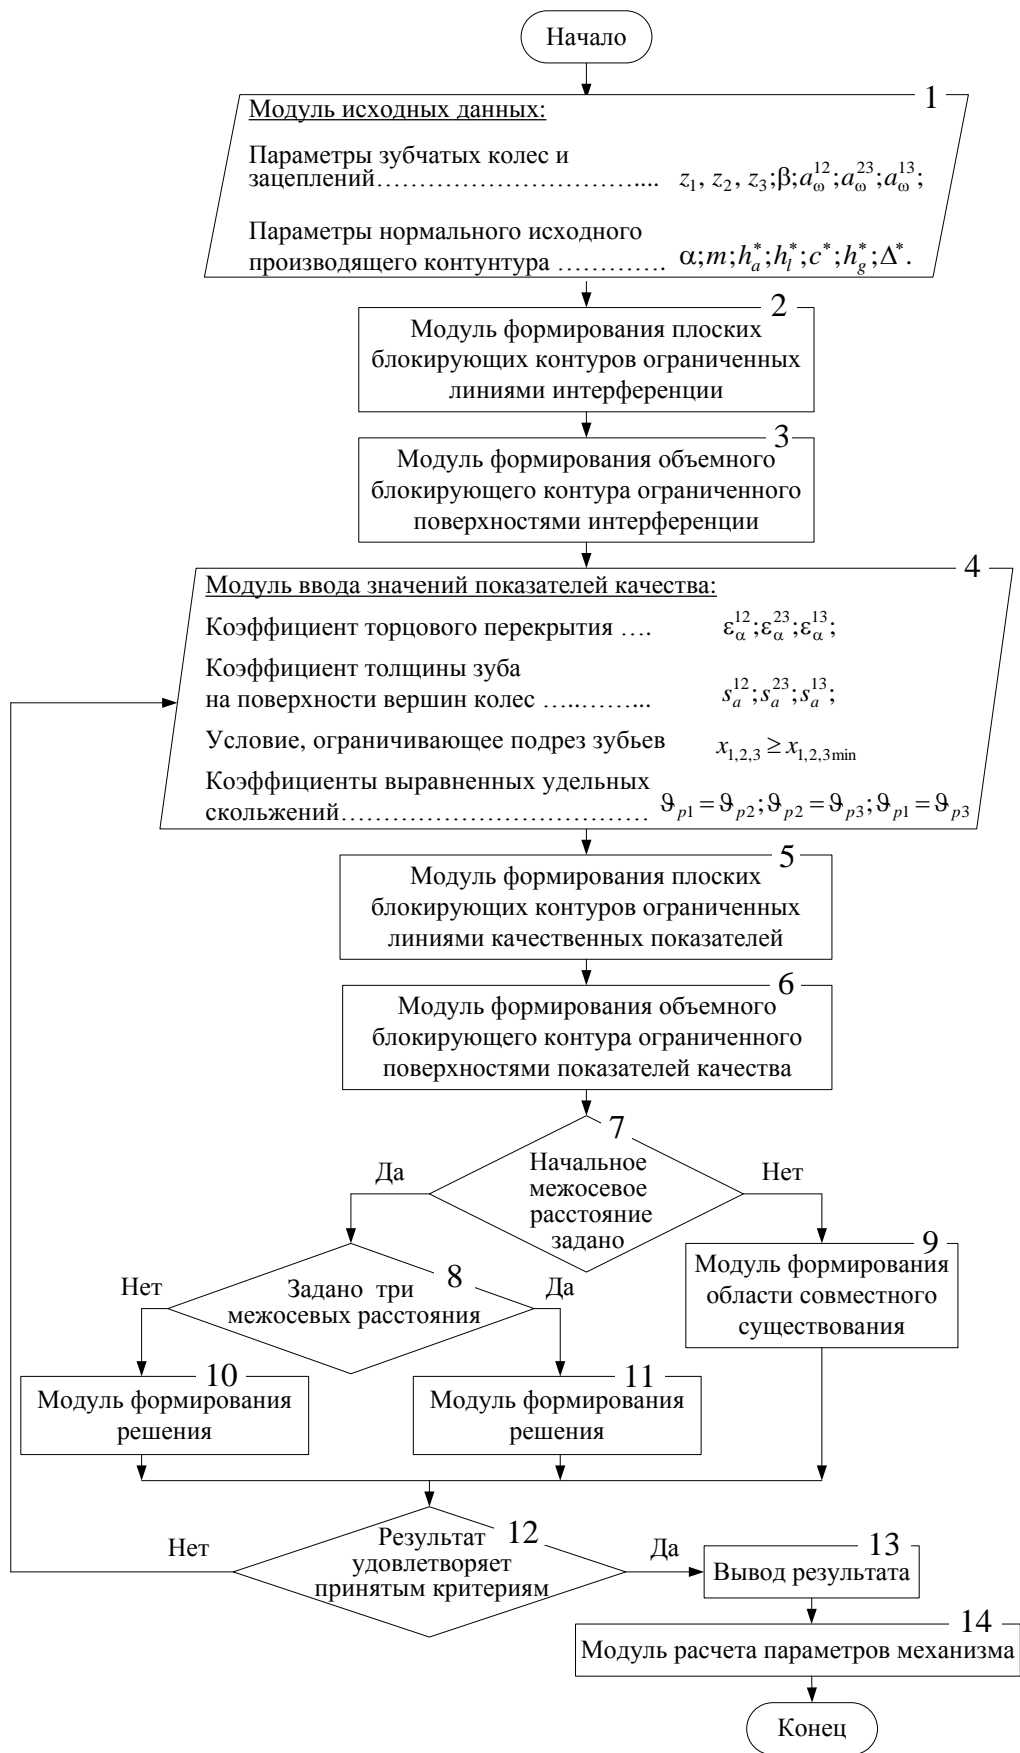 Начало
1
Модуль исходных данных:
Параметры зубчатых колес и
зацеплений………………………….... z₁, z₂, z₃;β;a_ω^12;a_ω^23;a_ω^13;
Параметры нормального исходного
производящего контунтура …………. α;m;h_a^*;h_l^*;c^*;h_g^*;Δ^*.
2
Модуль формирования плоских
блокирующих контуров ограниченных
линиями интерференции
3
Модуль формирования объемного
блокирующего контура ограниченного
поверхностями интерференции
4
Модуль ввода значений показателей качества:
Коэффициент торцового перекрытия …. ε_α^12;ε_α^23;ε_α^13;
Коэффициент толщины зуба
на поверхности вершин колес …..……... s_a^12;s_a^23;s_a^13;
Условие, ограничивающее подрез зубьев x_1,2,3 ≥ x_1,2,3min
Коэффициенты выравненных удельных
скольжений……………………………… ϑ_p1 = ϑ_p2;ϑ_p2 = ϑ_p3;ϑ_p1 = ϑ_p3
5
Модуль формирования плоских
блокирующих контуров ограниченных
линиями качественных показателей
6
Модуль формирования объемного
блокирующего контура ограниченного
поверхностями показателей качества
7
Да
Начальное
межосевое
расстояние
задано
Нет
8
Нет
Задано три
межосевых расстояния
Да
9
Модуль формирования
области совместного
существования
10
Модуль формирования
решения
11
Модуль формирования
решения
12
Нет
Результат
удовлетворяет
принятым критериям
Да
13
Вывод результата
14
Модуль расчета параметров механизма
Конец